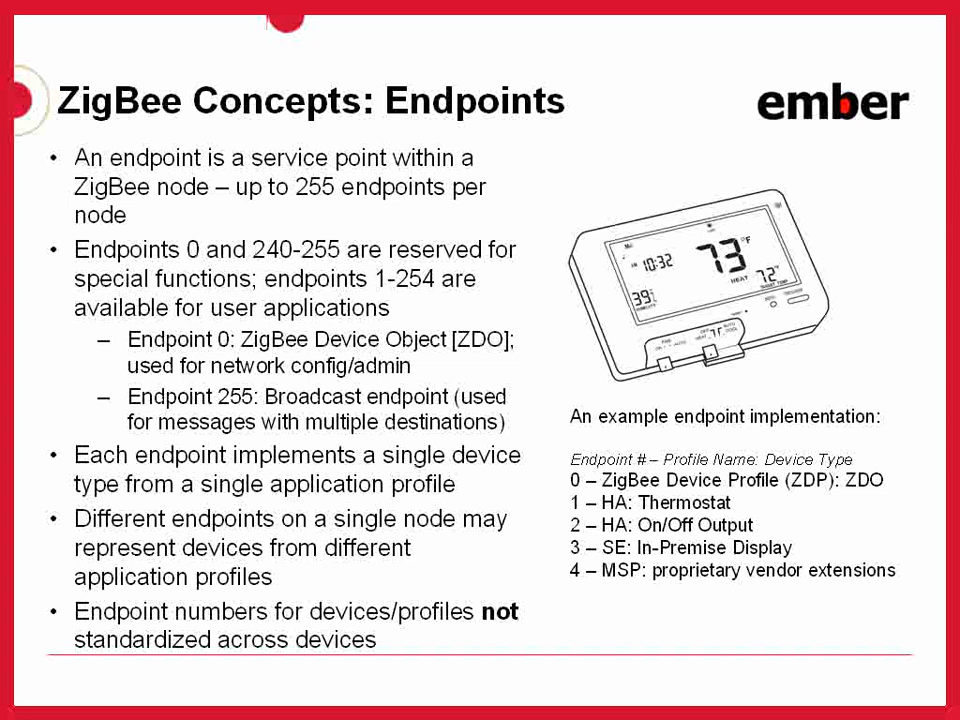 ZigBee Concepts: Endpoints
ember
• An endpoint is a service point within a
ZigBee node – up to 255 endpoints per
node
• Endpoints 0 and 240-255 are reserved for
special functions; endpoints 1-254 are
available for user applications
– Endpoint 0: ZigBee Device Object [ZDO];
used for network config/admin
– Endpoint 255: Broadcast endpoint (used
for messages with multiple destinations)
• Each endpoint implements a single device
type from a single application profile
• Different endpoints on a single node may
represent devices from different
application profiles
• Endpoint numbers for devices/profiles not
standardized across devices
10:32
73°F
HEAT
72
39
An example endpoint implementation:
Endpoint # – Profile Name: Device Type
0 – ZigBee Device Profile (ZDP): ZDO
1 – HA: Thermostat
2 – HA: On/Off Output
3 – SE: In-Premise Display
4 – MSP: proprietary vendor extensions